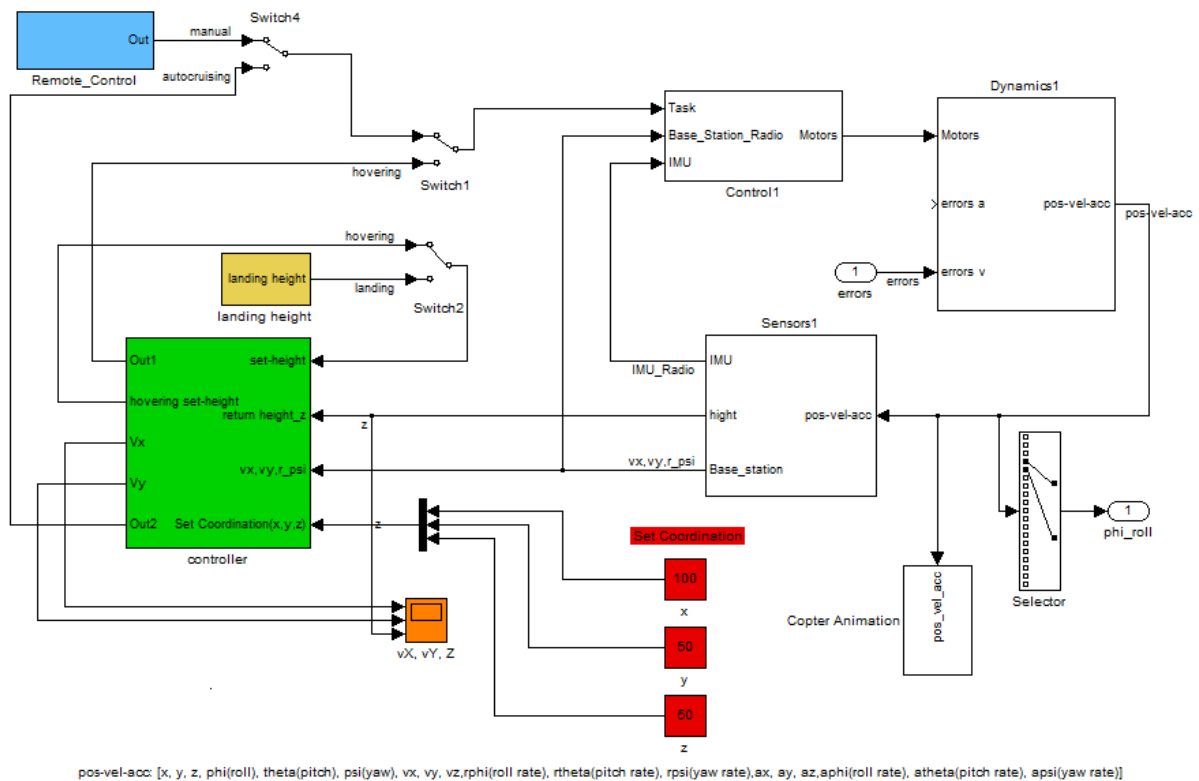 Switch4
Out
manual
Remote_Control
autocruising
Dynamics1
Task
Base_Station_Radio
Motors
IMU
Control1
Motors
errors a
pos-vel-acc
pos-vel-acc
errors v
1
errors
errors
hovering
Switch1
hovering
landing height
landing
landing height
Switch2
Sensors1
Out1
set-height
IMU_Radio
IMU
hovering set-height
return height_z
z
hight
pos-vel-acc
Vx
vx,vy,r_psi
vx,vy,r_psi
Base_station
Vy
Out2
Set Coordination(x,y,z)
z
controller
Set Coordination
1
phi_roll
100
x
Selector
Copter Animation
pos_vel_acc
vX, vY, Z
50
y
50
z
pos-vel-acc: [x, y, z, phi(roll), theta(pitch), psi(yaw), vx, vy, vz,rphi(roll rate), rtheta(pitch rate), rpsi(yaw rate),ax, ay, az,aphi(roll rate), atheta(pitch rate), apsi(yaw rate)]